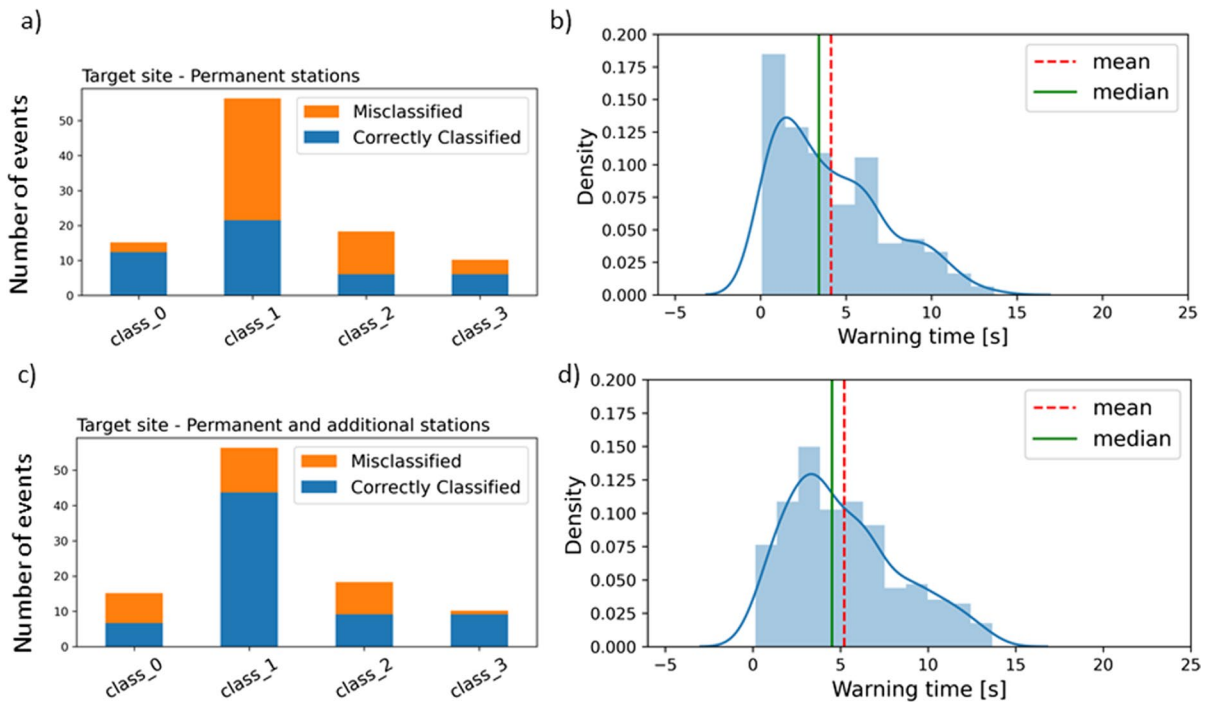 a)
Target site - Permanent stations
Number of events
50
40
30
20
10
0
Misclassified
Correctly Classified
class_0 class_1 class_2 class_3
b)
Density
0.200
0.175
0.150
0.125
0.100
0.075
0.050
0.025
0.000
mean
median
−5 0 5 10 15 20 25
Warning time [s]
c)
Target site - Permanent and additional stations
Number of events
50
40
30
20
10
0
Misclassified
Correctly Classified
class_0 class_1 class_2 class_3
d)
Density
0.200
0.175
0.150
0.125
0.100
0.075
0.050
0.025
0.000
mean
median
−5 0 5 10 15 20 25
Warning time [s]